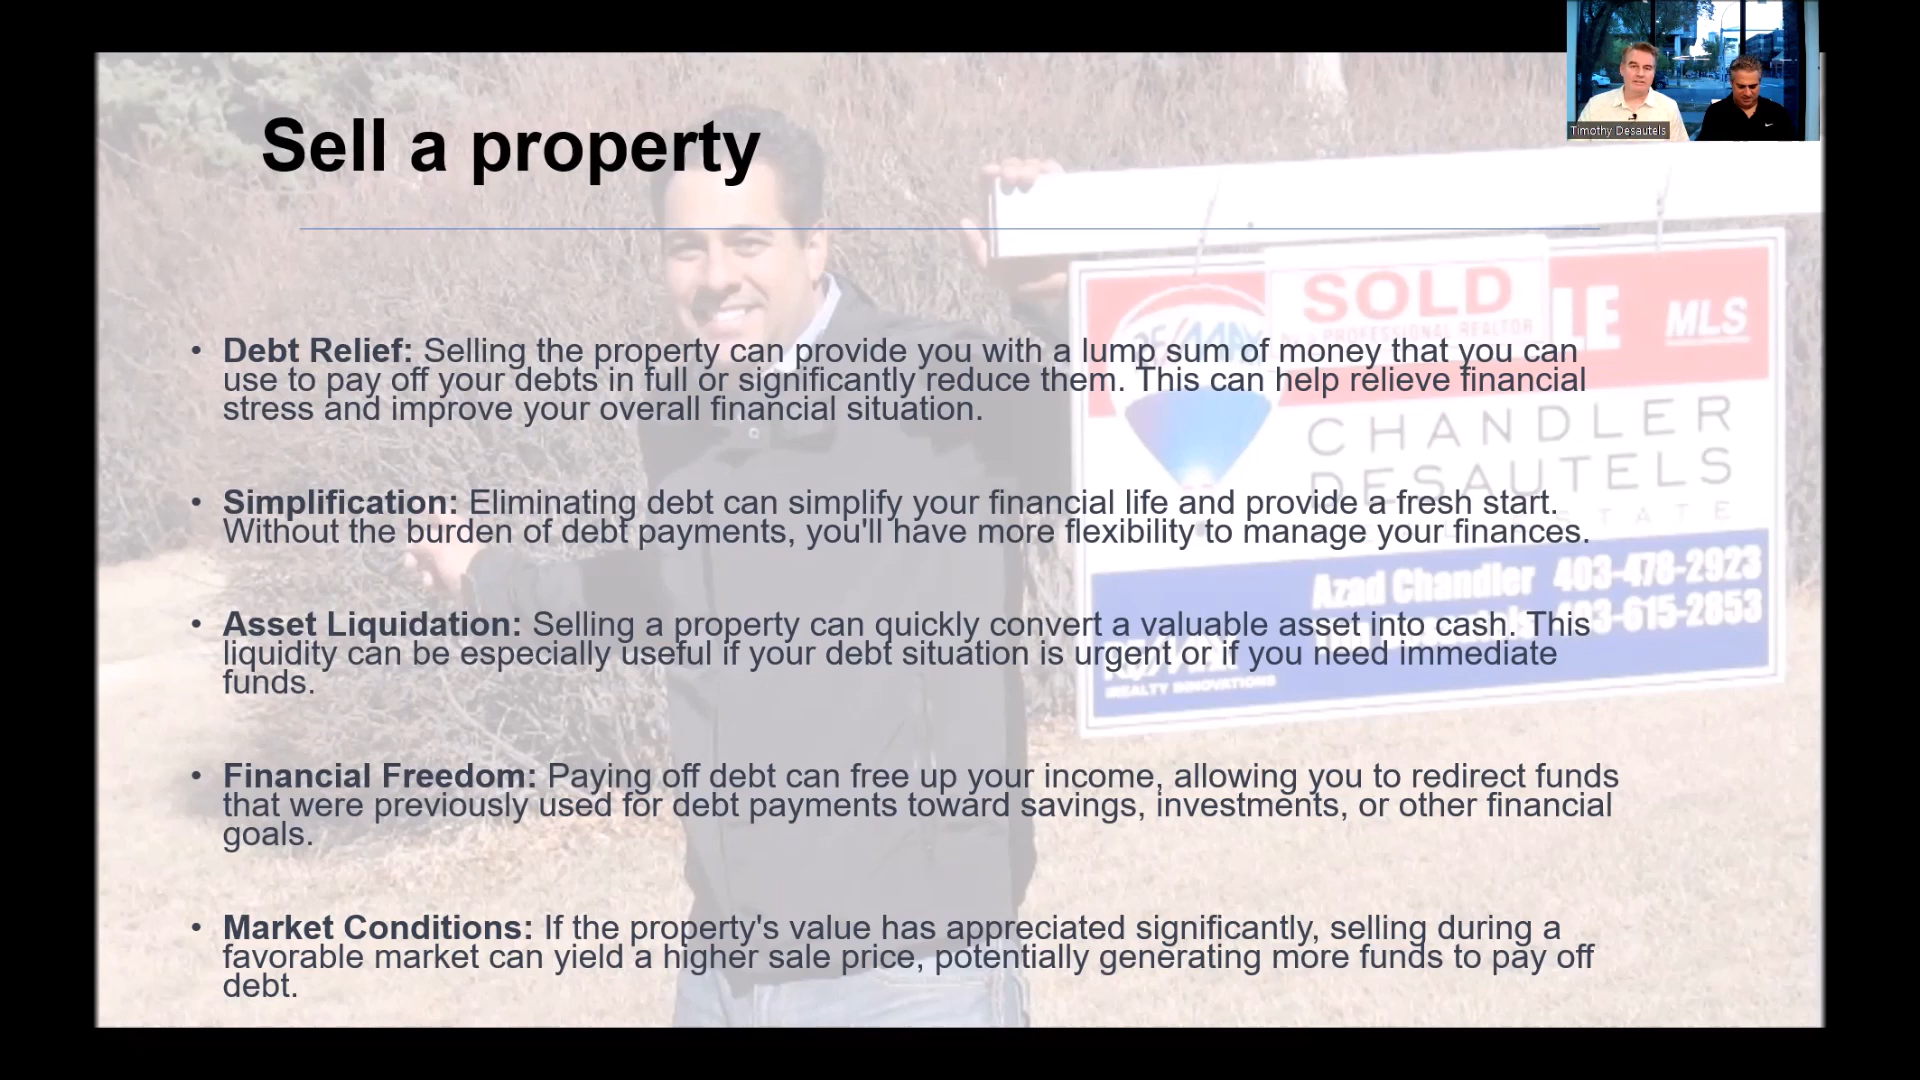 Timothy Desautels
Sell a property
• Debt Relief: Selling the property can provide you with a lump sum of money that you can
use to pay off your debts in full or significantly reduce them. This can help relieve financial
stress and improve your overall financial situation.
• Simplification: Eliminating debt can simplify your financial life and provide a fresh start.
Without the burden of debt payments, you'll have more flexibility to manage your finances.
• Asset Liquidation: Selling a property can quickly convert a valuable asset into cash. This
liquidity can be especially useful if your debt situation is urgent or if you need immediate
funds.
• Financial Freedom: Paying off debt can free up your income, allowing you to redirect funds
that were previously used for debt payments toward savings, investments, or other financial
goals.
• Market Conditions: If the property's value has appreciated significantly, selling during a
favorable market can yield a higher sale price, potentially generating more funds to pay off
debt.
SOLD
PROFESSIONAL REALTOR
MLS
RE/MAX
CHANDLER
DESAUTELS
Azad Chandler 403-478-2923
403-615-2853
RE/MAX
REALTY INNOVATIONS